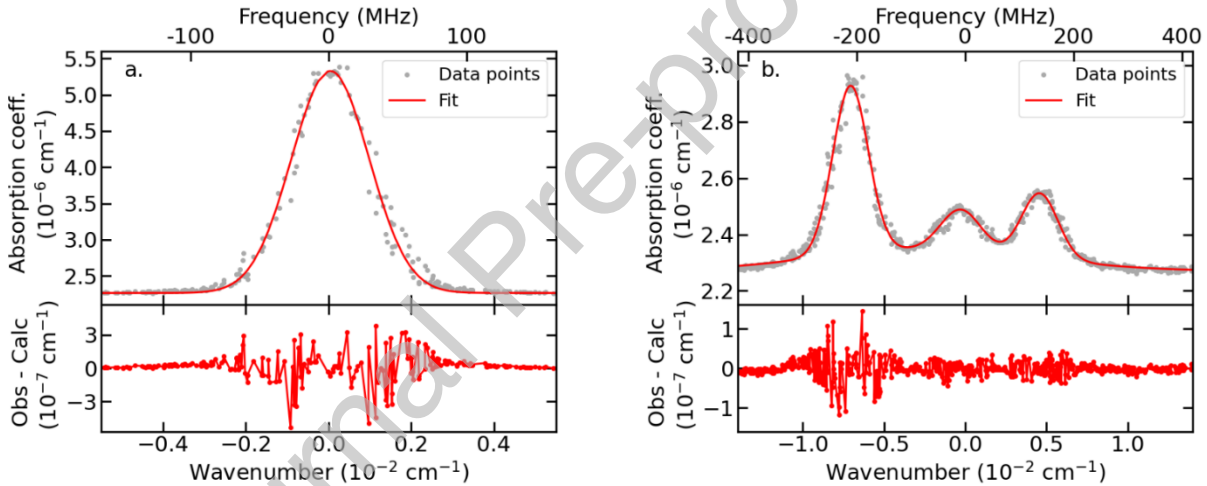 Frequency (MHz)
-100 0 100
a.
Data points
Fit
Absorption coeff.
(10⁻⁶ cm⁻¹)
5.5
5.0
4.5
4.0
3.5
3.0
2.5
Obs - Calc
(10⁻⁷ cm⁻¹)
3
0
−3
−0.4 −0.2 0.0 0.2 0.4
Wavenumber (10⁻² cm⁻¹)
Frequency (MHz)
-400 -200 0 200 400
b.
Data points
Fit
Absorption coeff.
(10⁻⁶ cm⁻¹)
3.0
2.8
2.6
2.4
2.2
Obs - Calc
(10⁻⁷ cm⁻¹)
1
0
−1
−1.0 −0.5 0.0 0.5 1.0
Wavenumber (10⁻² cm⁻¹)
nal Pre-pro